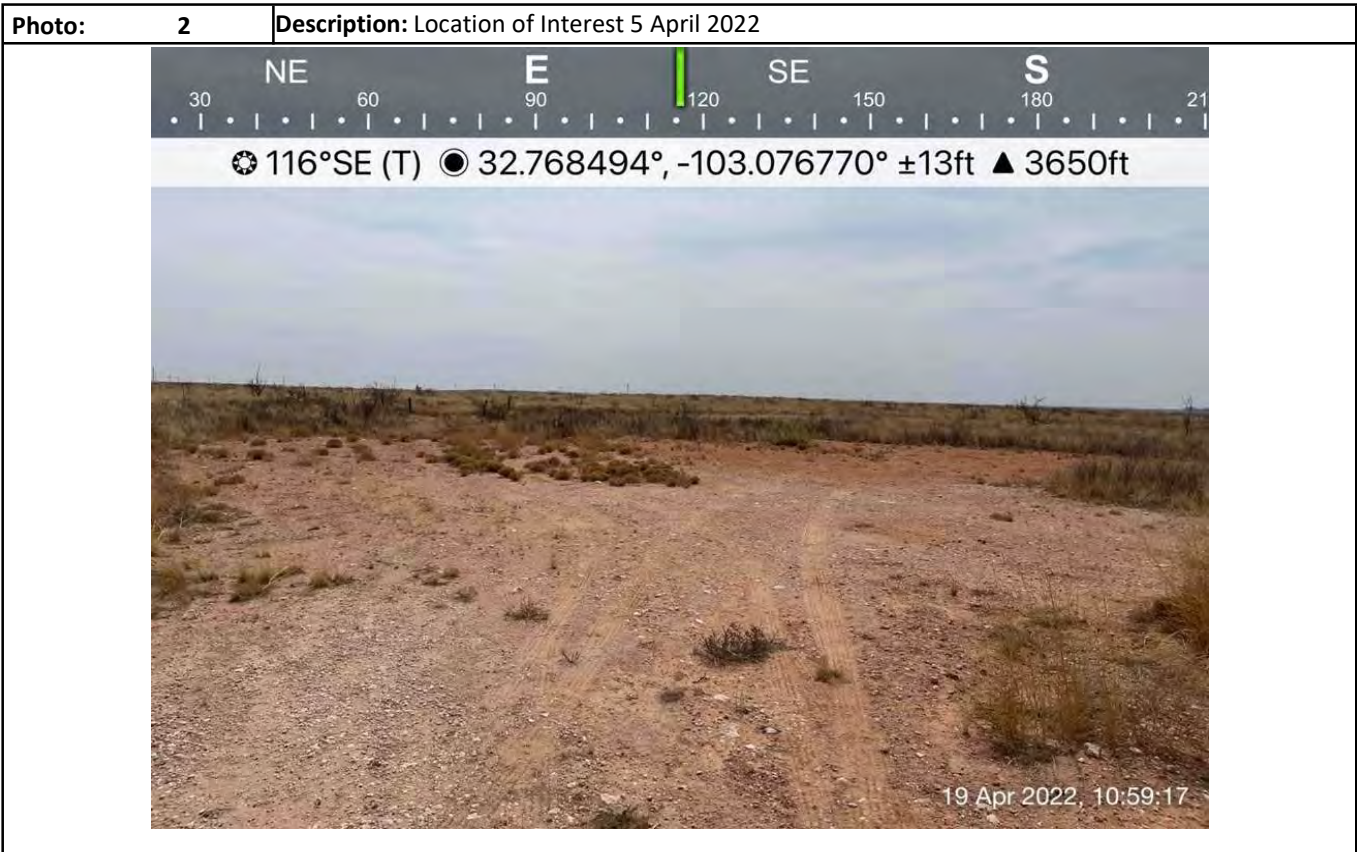 Photo: 2 Description: Location of Interest 5 April 2022
NE E SE S
30 60 90 120 150 180 21
116°SE (T) 32.768494°, -103.076770° ±13ft ▲ 3650ft
19 Apr 2022, 10:59:17